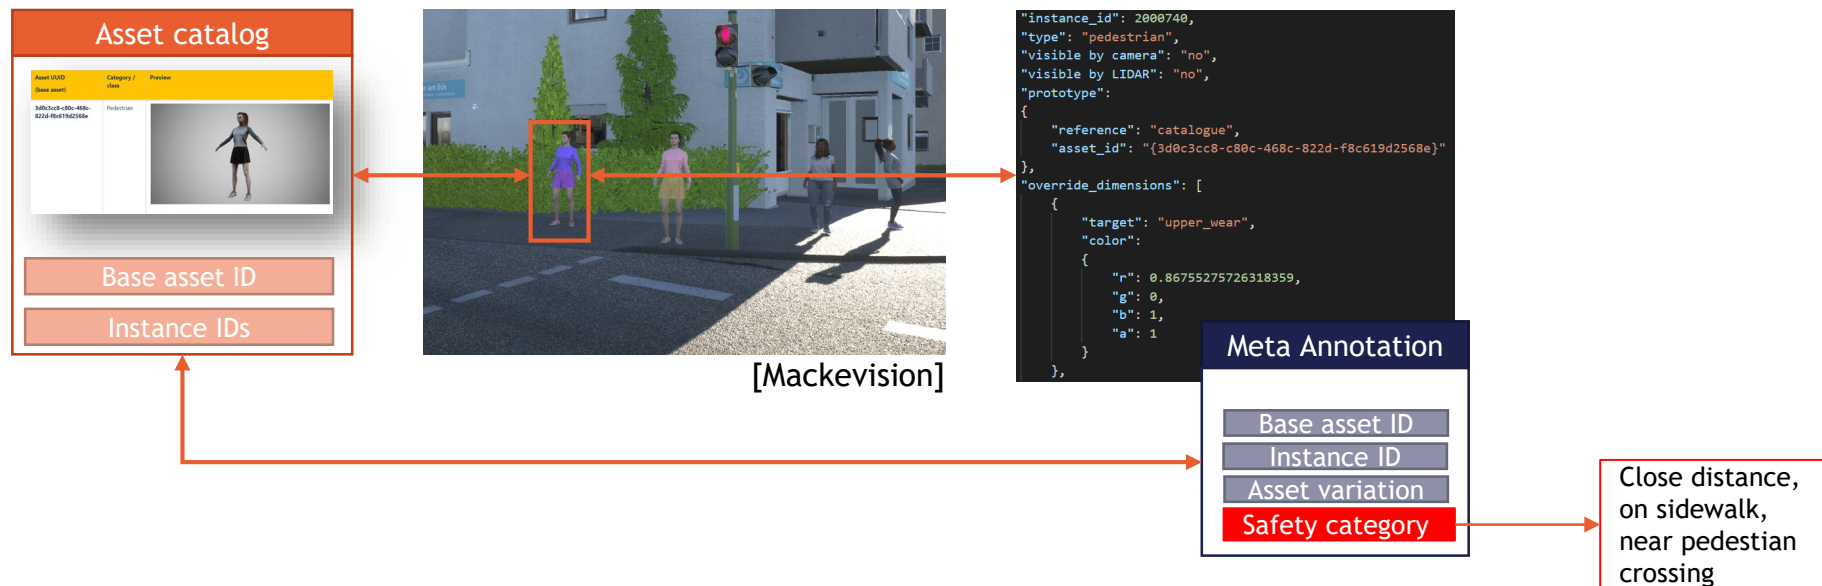 Asset catalog
Asset UUID
(base asset)
Category /
class
Preview
3d0c3cc8-c80c-468c-
822d-f8c619d2568e
Pedestrian
Base asset ID
Instance IDs
am Eck
[Mackevision]
"instance_id": 2000740,
"type": "pedestrian",
"visible by camera": "no",
"visible by LIDAR": "no",
"prototype":
{
"reference": "catalogue",
"asset_id": "{3d0c3cc8-c80c-468c-822d-f8c619d2568e}"
},
"override_dimensions": [
{
"target": "upper_wear",
"color":
{
"r": 0.86755275726318359,
"g": 0,
"b": 1,
"a": 1
}
},
Meta Annotation
Base asset ID
Instance ID
Asset variation
Safety category
Close distance,
on sidewalk,
near pedestian
crossing